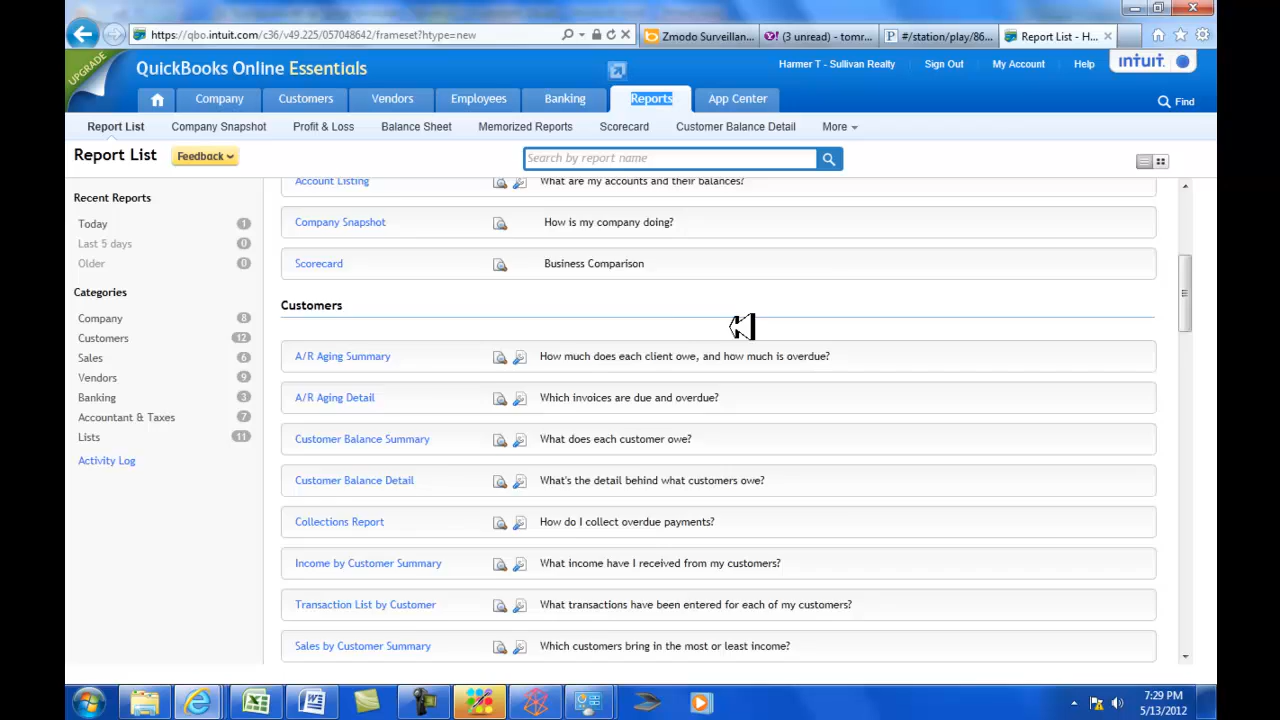 https://qbo.intuit.com/c36/v49.225/057048642/frameset?htype=new
Zmodo Surveillan...
(3 unread) - tomr...
#/station/play/86...
Report List - H...
UPGRADE
QuickBooks Online Essentials
Harmer T - Sullivan Realty
Sign Out
My Account
Help
intuit
Company
Customers
Vendors
Employees
Banking
Reports
App Center
Find
Report List
Company Snapshot
Profit & Loss
Balance Sheet
Memorized Reports
Scorecard
Customer Balance Detail
More
Report List
Feedback
Search by report name
Recent Reports
Today 1
Last 5 days 0
Older 0
Categories
Company 8
Customers 12
Sales 6
Vendors 9
Banking 3
Accountant & Taxes 7
Lists 11
Activity Log
Account Listing What are my accounts and their balances?
Company Snapshot How is my company doing?
Scorecard Business Comparison
Customers
A/R Aging Summary How much does each client owe, and how much is overdue?
A/R Aging Detail Which invoices are due and overdue?
Customer Balance Summary What does each customer owe?
Customer Balance Detail What's the detail behind what customers owe?
Collections Report How do I collect overdue payments?
Income by Customer Summary What income have I received from my customers?
Transaction List by Customer What transactions have been entered for each of my customers?
Sales by Customer Summary Which customers bring in the most or least income?
7:29 PM
5/13/2012